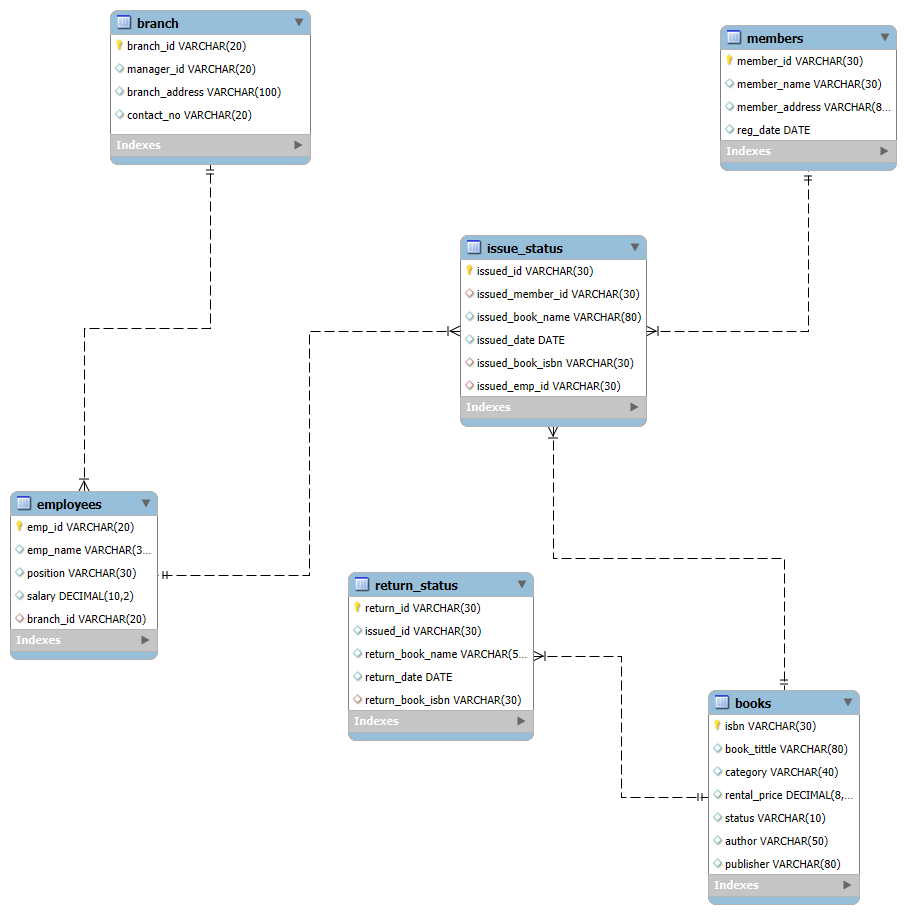 branch
branch_id VARCHAR(20)
manager_id VARCHAR(20)
branch_address VARCHAR(100)
contact_no VARCHAR(20)
Indexes
members
member_id VARCHAR(30)
member_name VARCHAR(30)
member_address VARCHAR(8...
reg_date DATE
Indexes
issue_status
issued_id VARCHAR(30)
issued_member_id VARCHAR(30)
issued_book_name VARCHAR(80)
issued_date DATE
issued_book_isbn VARCHAR(30)
issued_emp_id VARCHAR(30)
Indexes
employees
emp_id VARCHAR(20)
emp_name VARCHAR(3...
position VARCHAR(30)
salary DECIMAL(10,2)
branch_id VARCHAR(20)
Indexes
return_status
return_id VARCHAR(30)
issued_id VARCHAR(30)
return_book_name VARCHAR(5...
return_date DATE
return_book_isbn VARCHAR(30)
Indexes
books
isbn VARCHAR(30)
book_tittle VARCHAR(80)
category VARCHAR(40)
rental_price DECIMAL(8,...
status VARCHAR(10)
author VARCHAR(50)
publisher VARCHAR(80)
Indexes